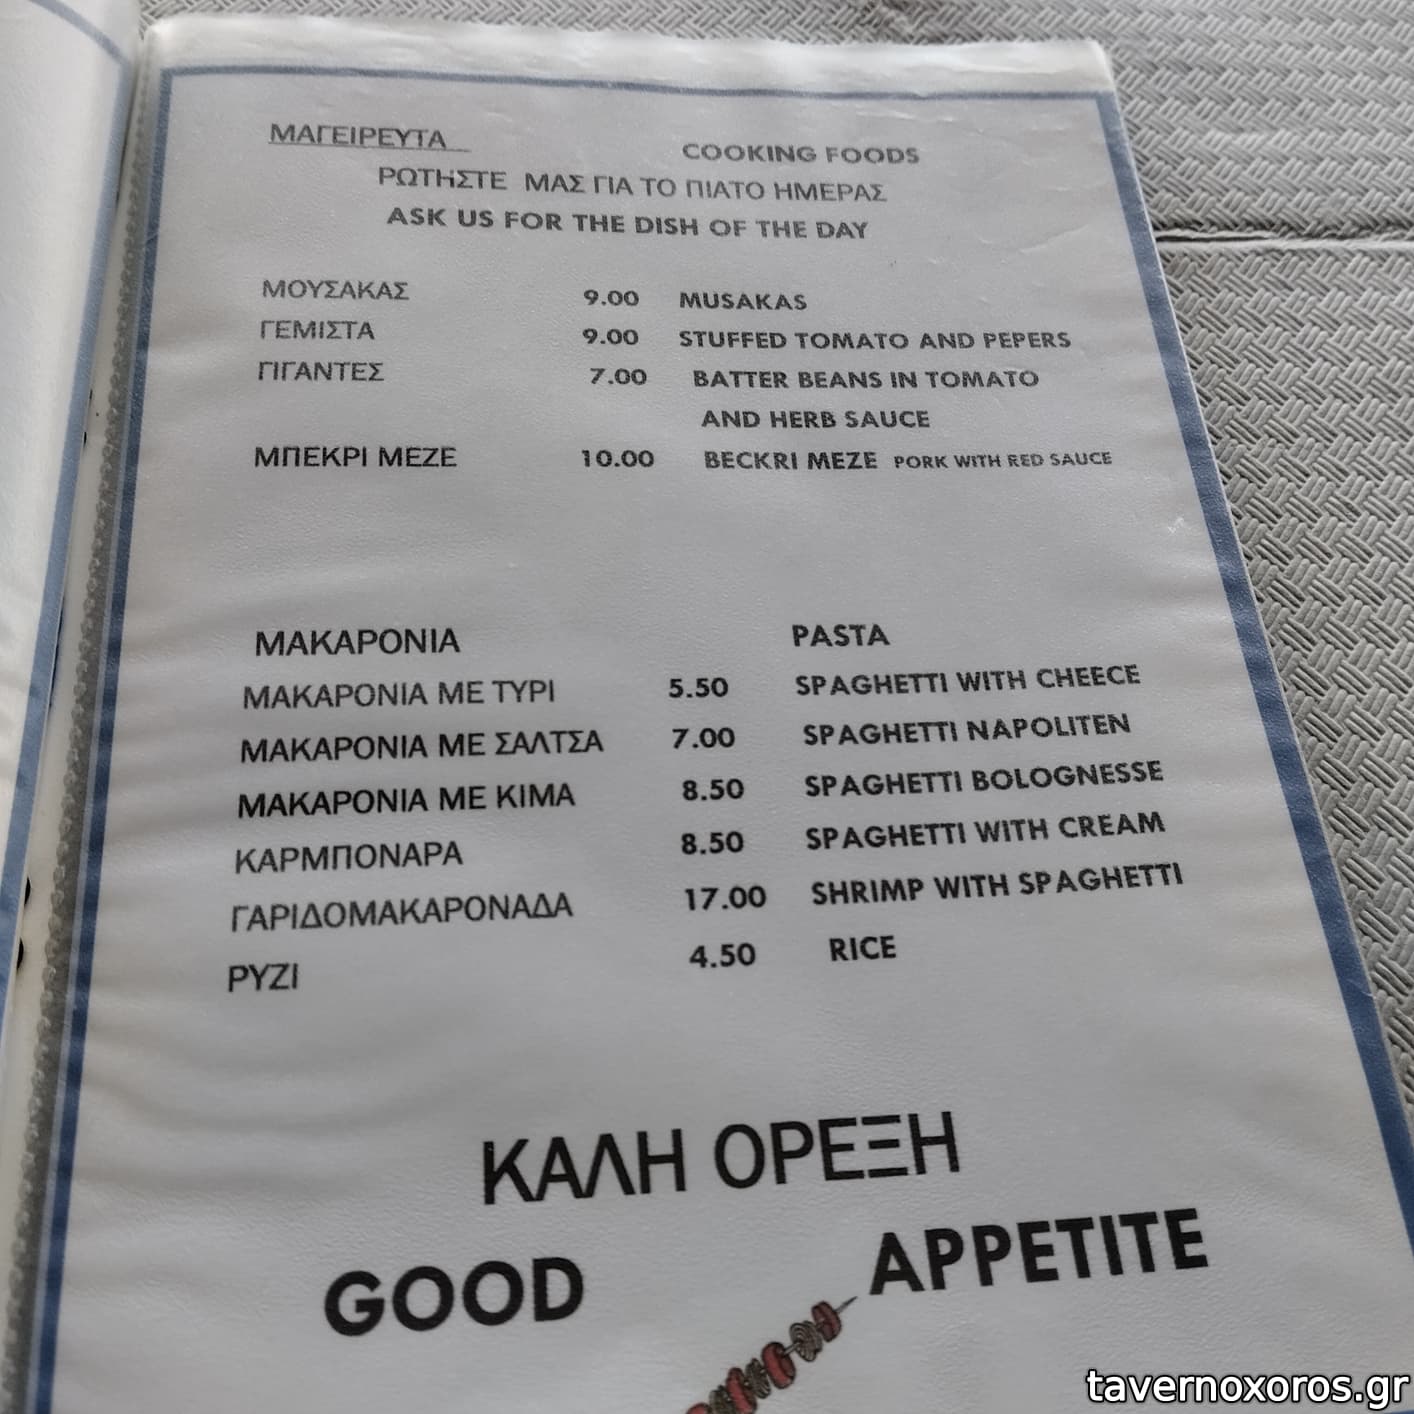 ΜΑΓΕΙΡΕΥΤΑ COOKING FOODS
ΡΩΤΗΣΤΕ ΜΑΣ ΓΙΑ ΤΟ ΠΙΑΤΟ ΗΜΕΡΑΣ
ASK US FOR THE DISH OF THE DAY
ΜΟΥΣΑΚΑΣ 9.00 MUSAKAS
ΓΕΜΙΣΤΑ 9.00 STUFFED TOMATO AND PEPERS
ΓΙΓΑΝΤΕΣ 7.00 BATTER BEANS IN TOMATO
AND HERB SAUCE
ΜΠΕΚΡΙ ΜΕΖΕ 10.00 BECKRI MEZE PORK WITH RED SAUCE
ΜΑΚΑΡΟΝΙΑ PASTA
ΜΑΚΑΡΟΝΙΑ ΜΕ ΤΥΡΙ 5.50 SPAGHETTI WITH CHEECE
ΜΑΚΑΡΟΝΙΑ ΜΕ ΣΑΛΤΣΑ 7.00 SPAGHETTI NAPOLITEN
ΜΑΚΑΡΟΝΙΑ ΜΕ ΚΙΜΑ 8.50 SPAGHETTI BOLOGNESSE
ΚΑΡΜΠΟΝΑΡΑ 8.50 SPAGHETTI WITH CREAM
ΓΑΡΙΔΟΜΑΚΑΡΟΝΑΔΑ 17.00 SHRIMP WITH SPAGHETTI
ΡΥΖΙ 4.50 RICE
ΚΑΛΗ ΟΡΕΞΗ
GOOD APPETITE
tavernoxoros.gr